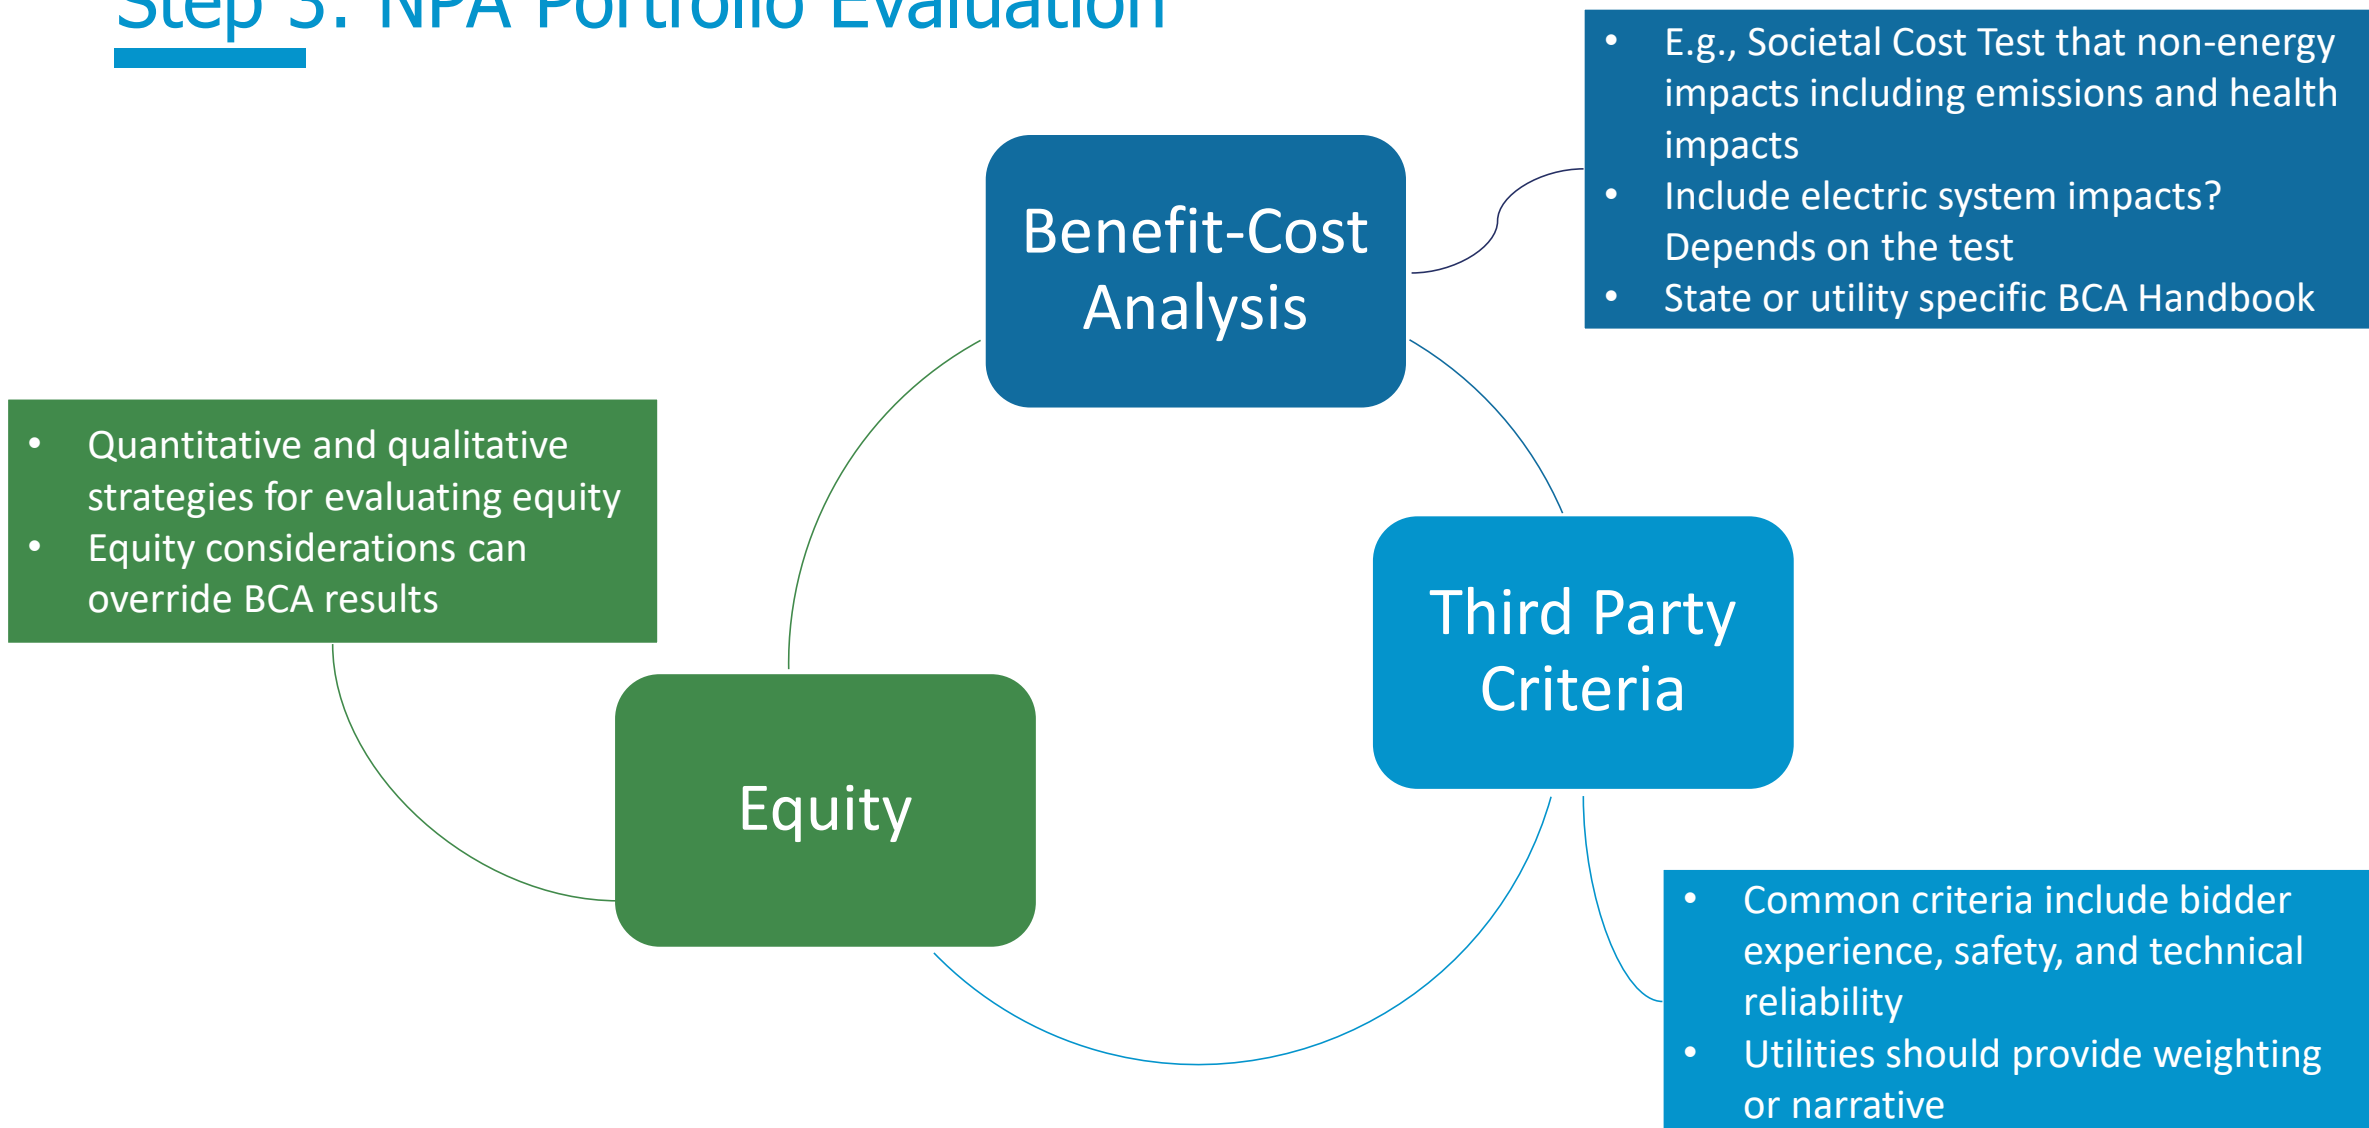 Step 3: NPA Portfolio Evaluation
• E.g., Societal Cost Test that non-energy
impacts including emissions and health
impacts
• Include electric system impacts?
Depends on the test
• State or utility specific BCA Handbook
Benefit-Cost
Analysis
• Quantitative and qualitative
strategies for evaluating equity
• Equity considerations can
override BCA results
Third Party
Criteria
Equity
• Common criteria include bidder
experience, safety, and technical
reliability
• Utilities should provide weighting
or narrative